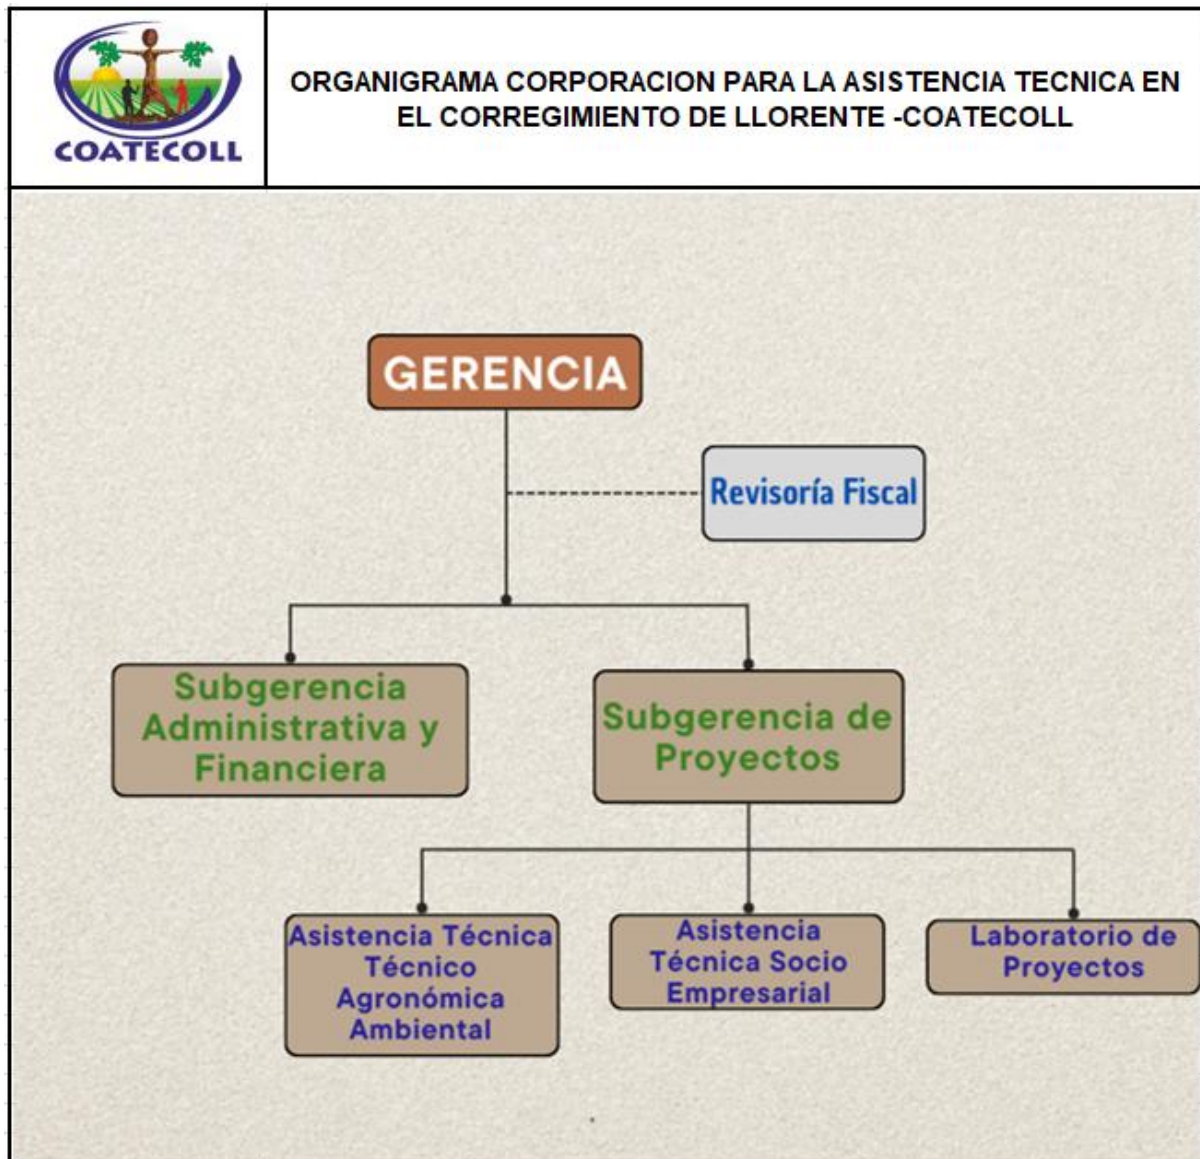 COATECOLL
ORGANIGRAMA CORPORACION PARA LA ASISTENCIA TECNICA EN
EL CORREGIMIENTO DE LLORENTE -COATECOLL
GERENCIA
Revisoría Fiscal
Subgerencia
Administrativa y
Financiera
Subgerencia de
Proyectos
Asistencia Técnica
Técnico
Agronómica
Ambiental
Asistencia
Técnica Socio
Empresarial
Laboratorio de
Proyectos